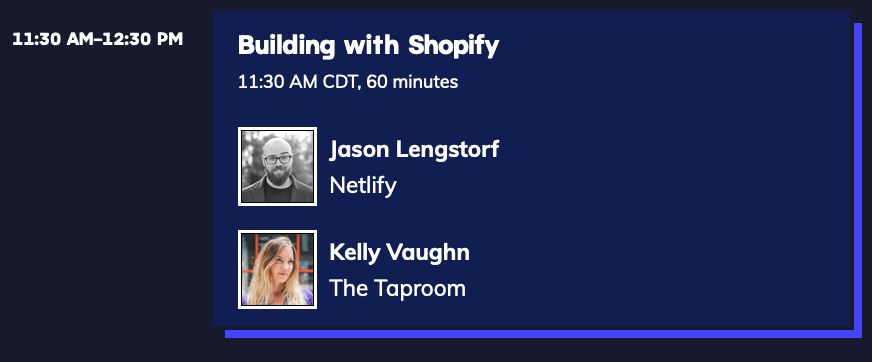 11:30 AM–12:30 PM
Building with Shopify
11:30 AM CDT, 60 minutes
Jason Lengstorf
Netlify
Kelly Vaughn
The Taproom